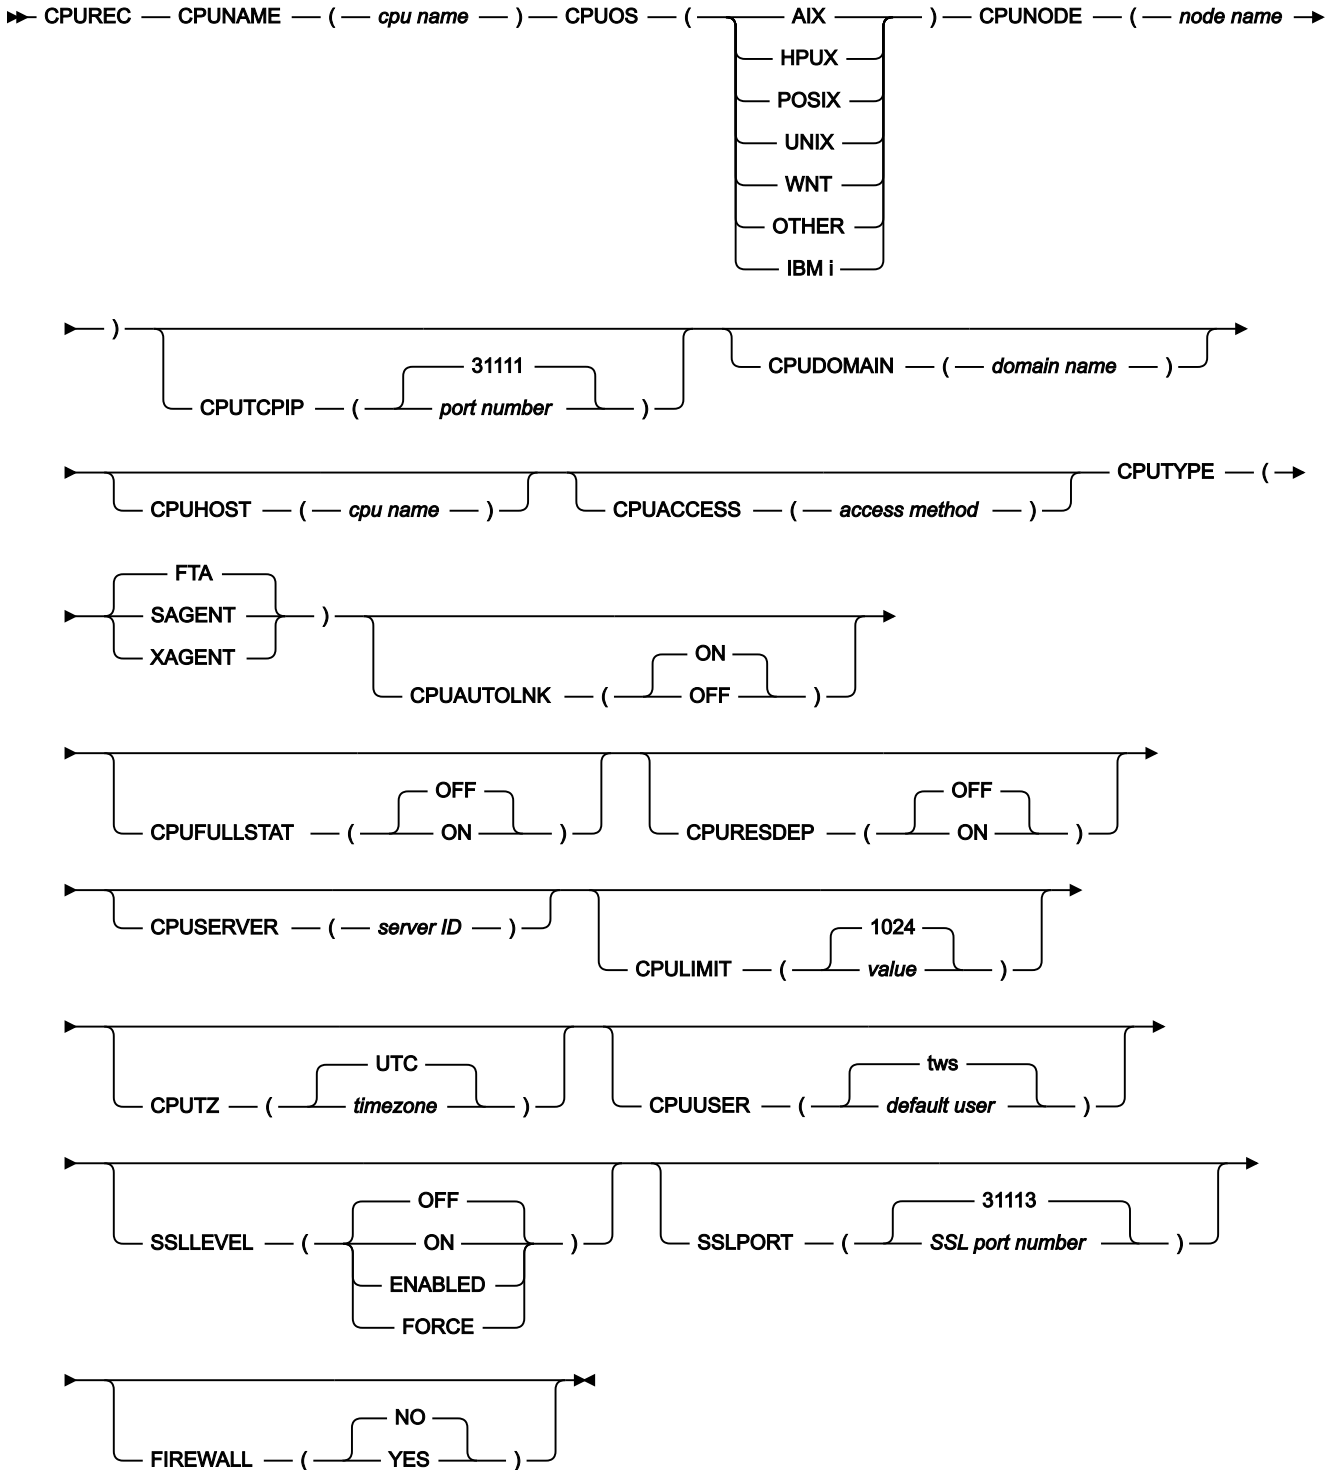 CPUREC CPUNAME ( cpu name ) CPUOS ( AIX ) CPUNODE ( node name
HPUX
POSIX
UNIX
WNT
OTHER
IBM i
)
31111
CPUTCPIP ( port number )
CPUDOMAIN ( domain name )
CPUHOST ( cpu name )
CPUACCESS ( access method )
CPUTYPE (
FTA
SAGENT )
XAGENT
ON
CPUAUTOLNK ( OFF )
OFF
CPUFULLSTAT ( ON )
OFF
CPURESDEP ( ON )
CPUSERVER ( server ID )
1024
CPULIMIT ( value )
UTC
CPUTZ ( timezone )
tws
CPUUSER ( default user )
OFF
SSLLEVEL ( ON )
ENABLED
FORCE
31113
SSLPORT ( SSL port number )
NO
FIREWALL ( YES )